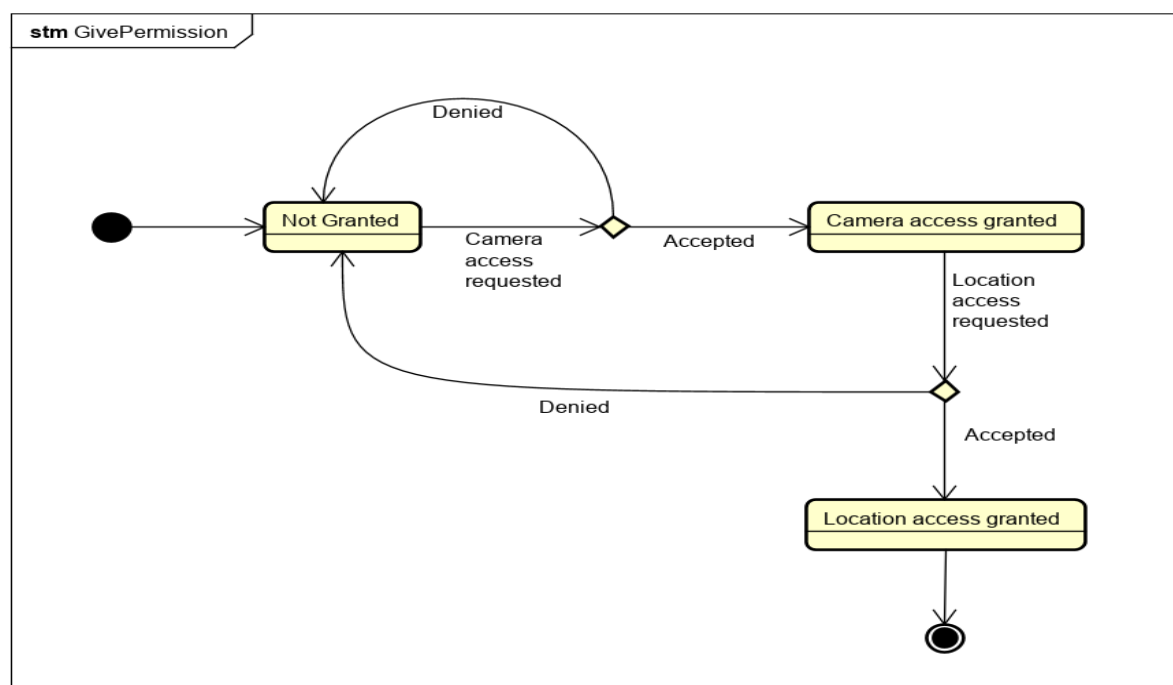 stm GivePermission
Denied
Not Granted
Camera
access
requested
Accepted
Camera access granted
Location
access
requested
Denied
Accepted
Location access granted